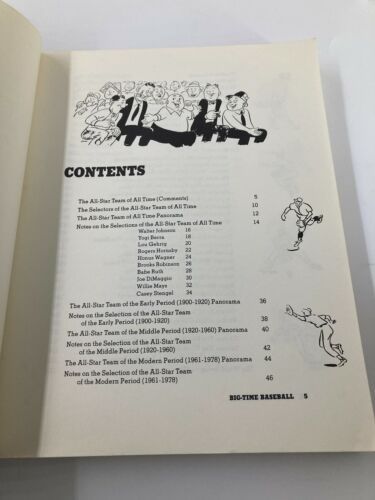 CONTENTS
The All-Star Team of All Time (Comments) 5
The Selectors of the All-Star Team of All Time 10
The All-Star Team of All Time Panorama 12
Notes on the Selections of the All-Star Team of All Time 14
Walter Johnson 16
Yogi Berra 18
Lou Gehrig 20
Rogers Hornsby 22
Honus Wagner 24
Brooks Robinson 26
Babe Ruth 28
Joe DiMaggio 30
Willie Mays 32
Casey Stengel 34
The All-Star Team of the Early Period (1900-1920) Panorama 36
Notes on the Selection of the All-Star Team
of the Early Period (1900-1920) 38
The All-Star Team of the Middle Period (1920-1960) Panorama 40
Notes on the Selection of the All-Star Team
of the Middle Period (1920-1960) 42
The All-Star Team of the Modern Period (1961-1978) Panorama 44
Notes on the Selection of the All-Star Team
of the Modern Period (1961-1978) 46
BIG-TIME BASEBALL 5